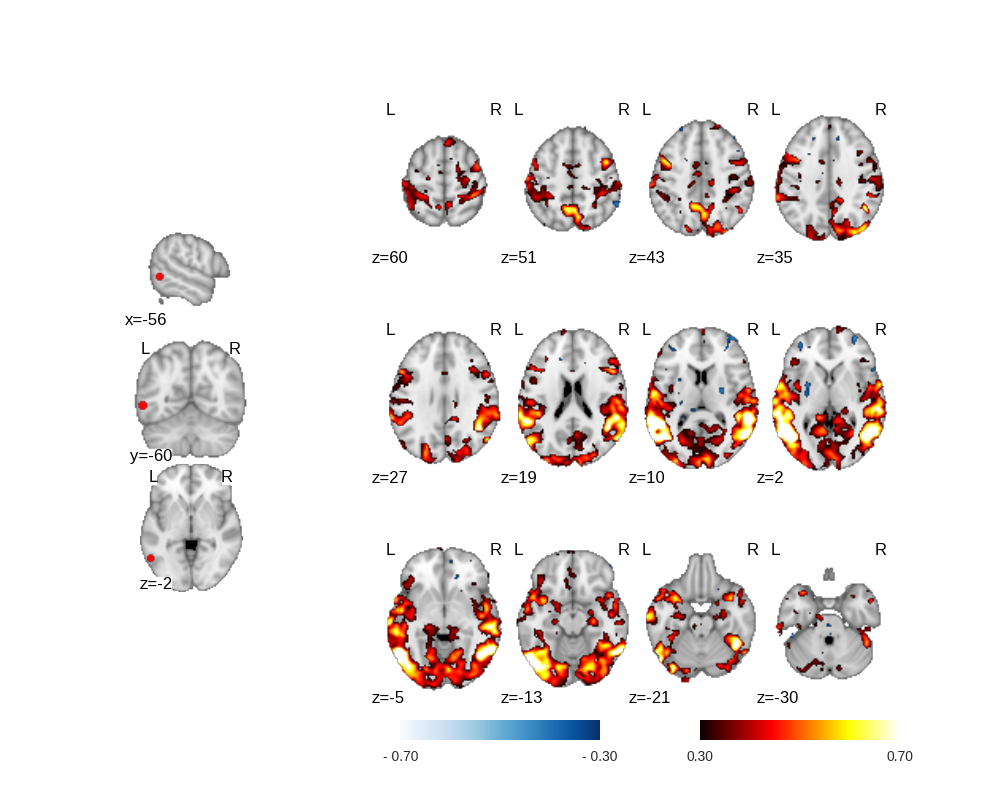 L R L R L R L R
z=60 z=51 z=43 z=35
x=-56
L R
y=-60
L R
z=-2
L R L R L R L R
z=27 z=19 z=10 z=2
L R L R L R L R
z=-5 z=-13 z=-21 z=-30
- 0.70 - 0.30 0.30 0.70